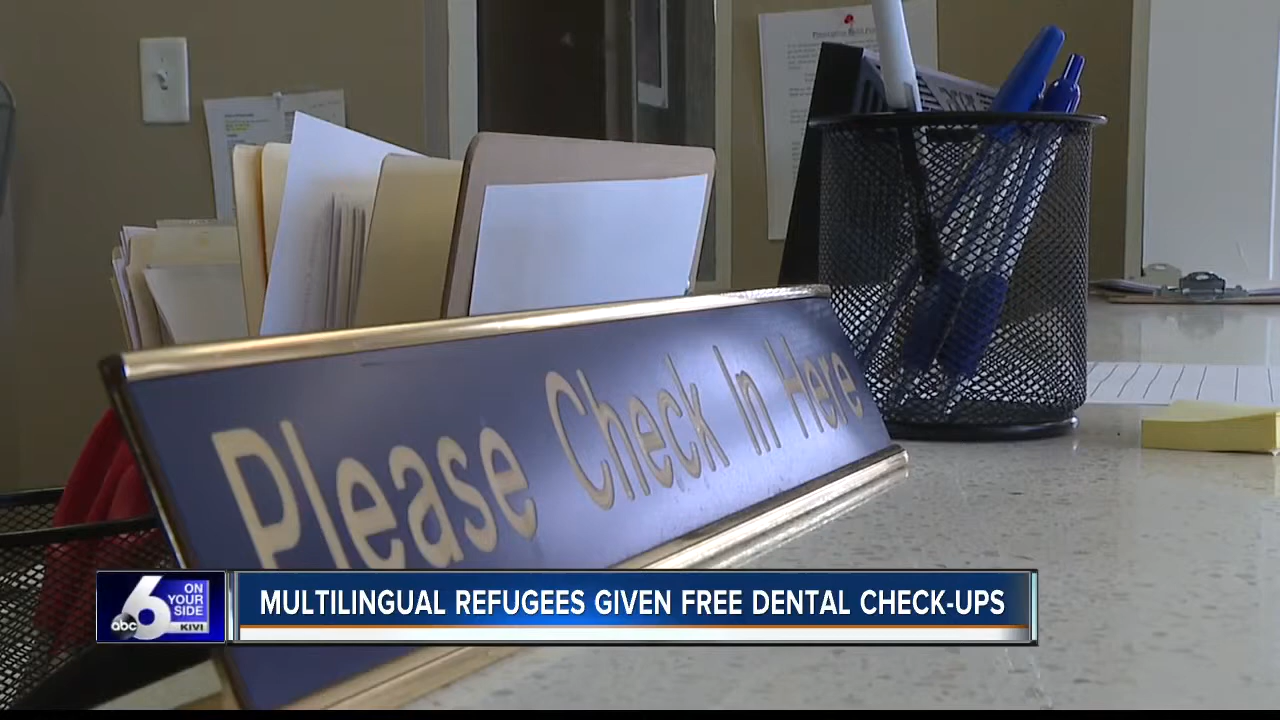 Please Check In Here
abc 6 ON
YOUR
SIDE
KIVI
MULTILINGUAL REFUGEES GIVEN FREE DENTAL CHECK-UPS